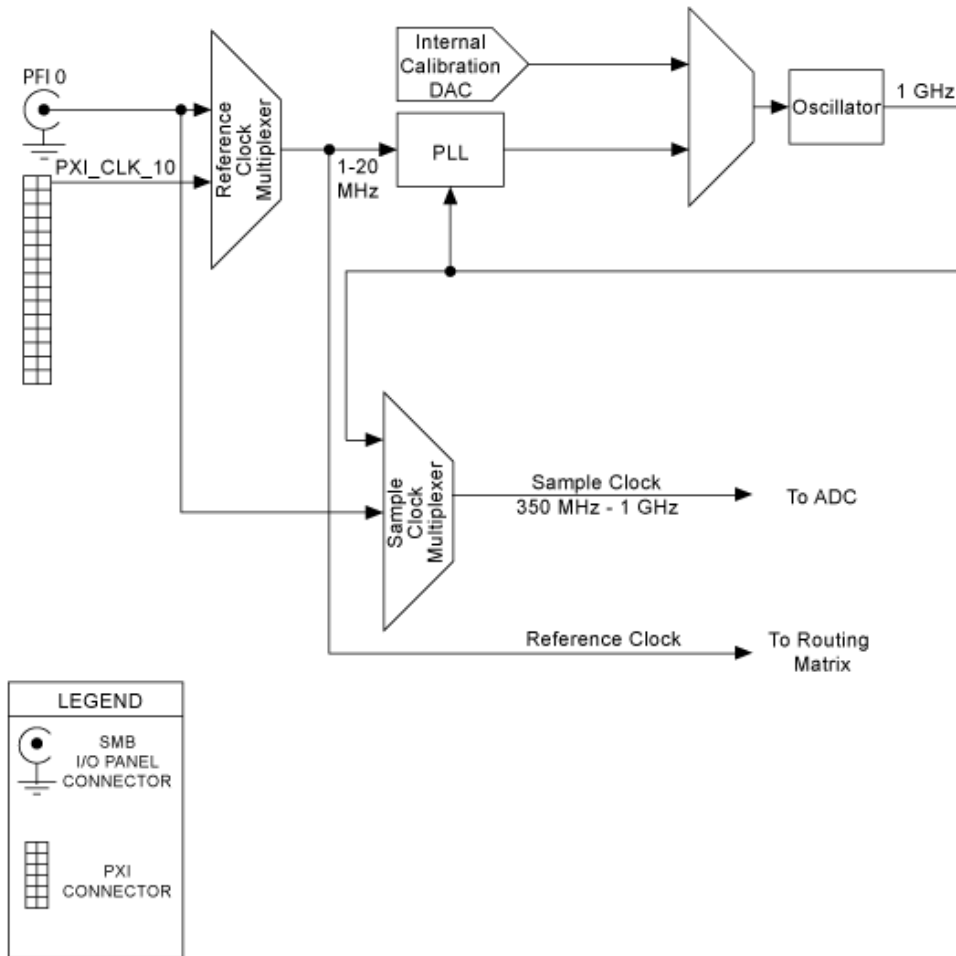 Internal
Calibration
DAC
PFI 0
Reference
Clock
Multiplexer
Oscillator
1 GHz
PXI_CLK_10
1-20
MHz
PLL
Sample
Clock
Multiplexer
Sample Clock
350 MHz - 1 GHz
To ADC
Reference Clock
To Routing
Matrix
LEGEND
SMB
I/O PANEL
CONNECTOR
PXI
CONNECTOR